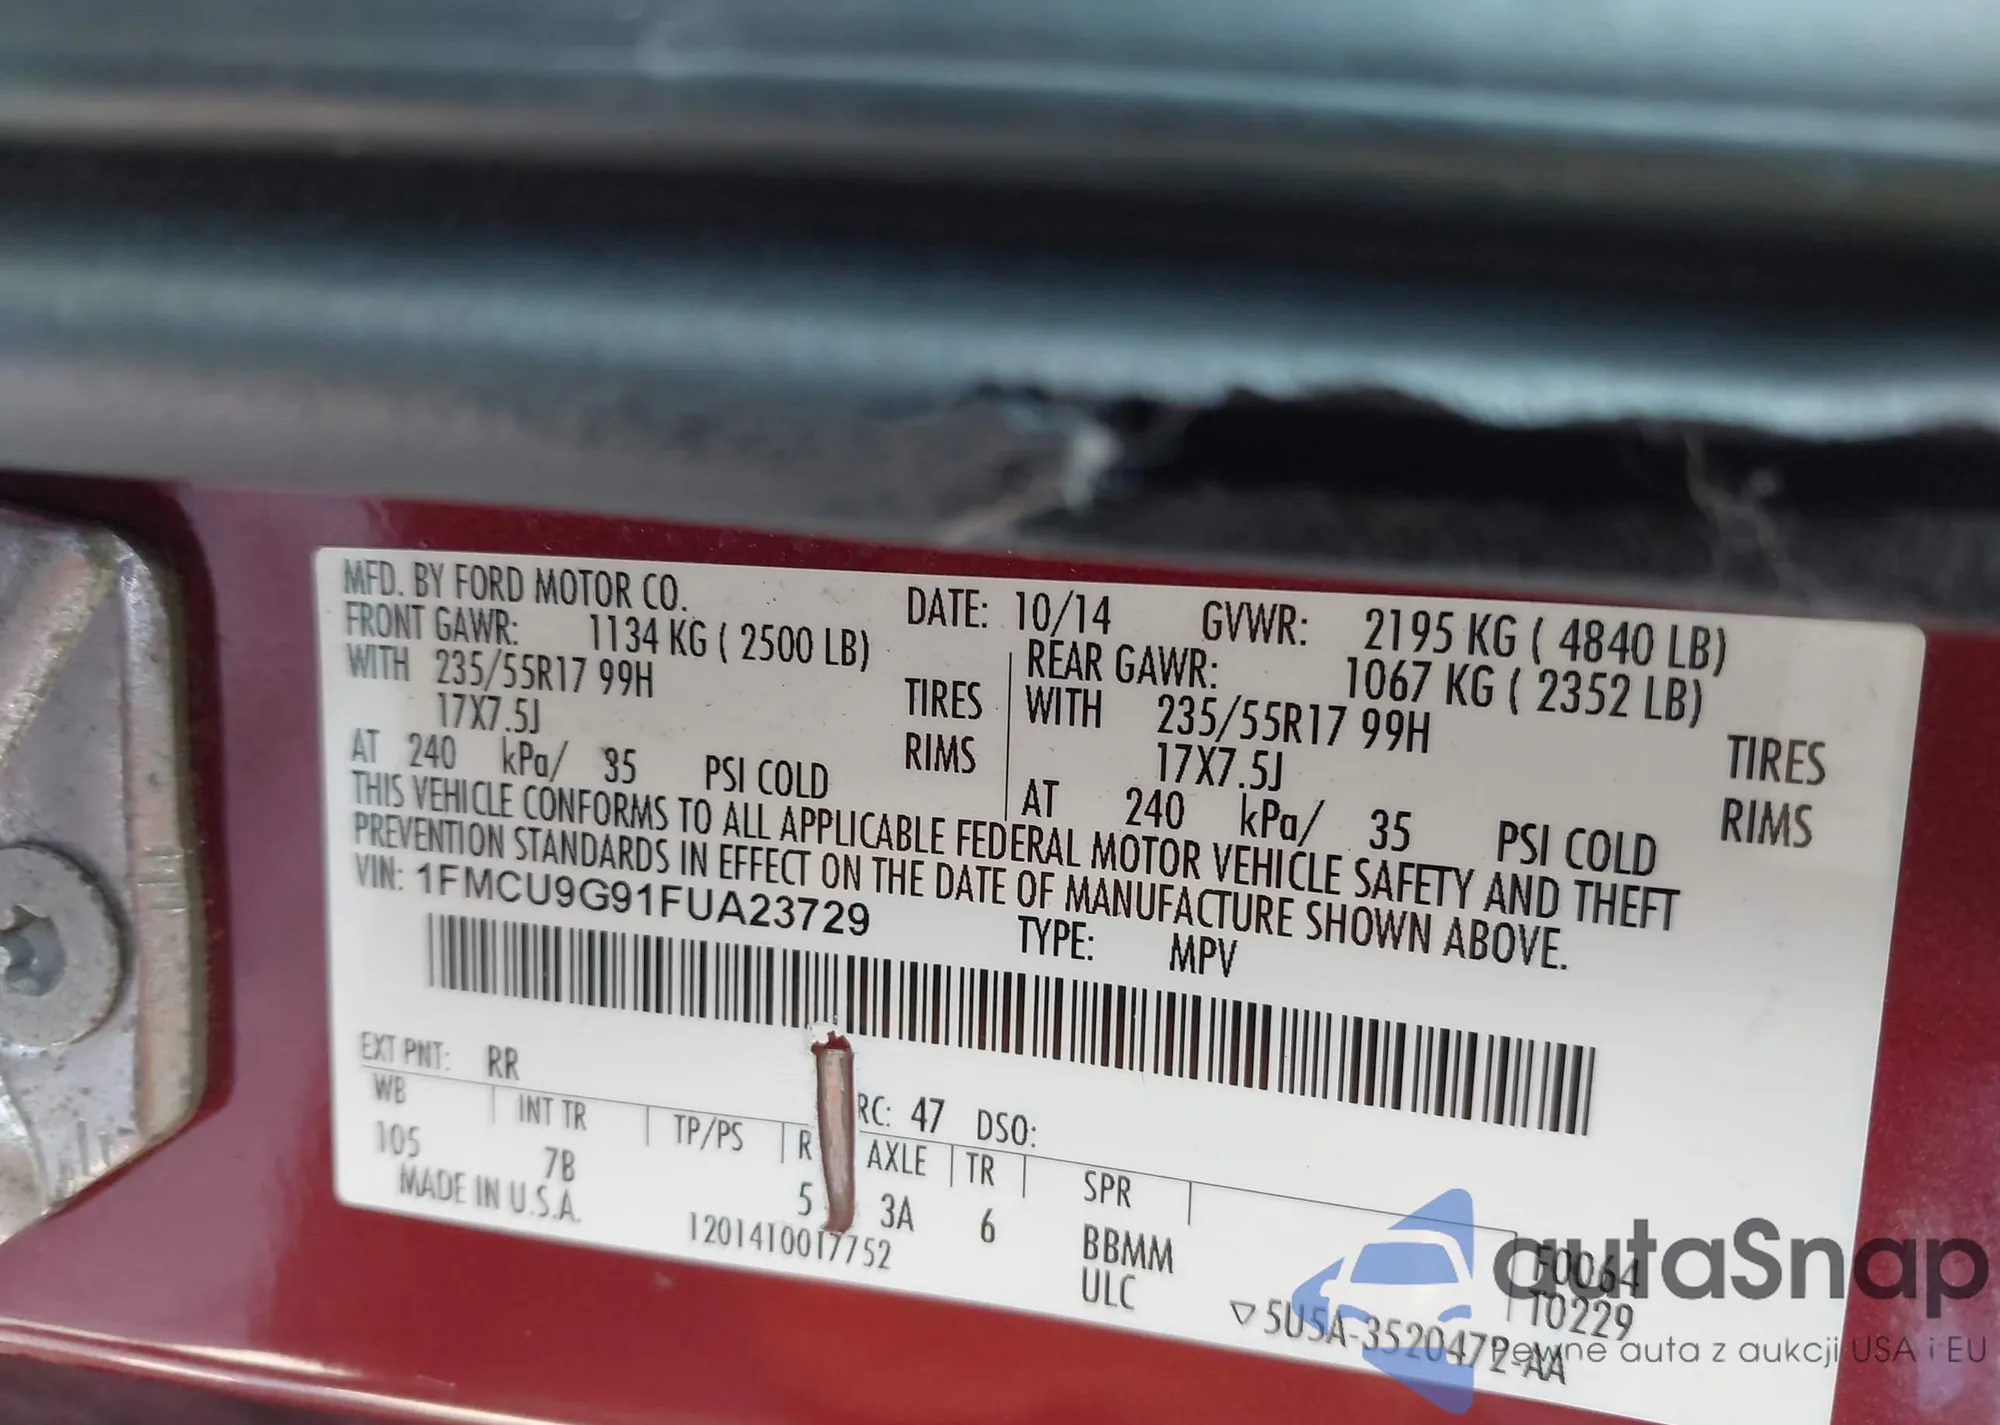 MFD. BY FORD MOTOR CO. DATE: 10/14 GVWR: 2195 KG ( 4840 LB)
FRONT GAWR: 1134 KG ( 2500 LB) REAR GAWR: 1067 KG ( 2352 LB)
WITH 235/55R17 99H TIRES WITH 235/55R17 99H TIRES
17X7.5J RIMS 17X7.5J RIMS
AT 240 kPa/ 35 PSI COLD AT 240 kPa/ 35 PSI COLD
THIS VEHICLE CONFORMS TO ALL APPLICABLE FEDERAL MOTOR VEHICLE SAFETY AND THEFT
PREVENTION STANDARDS IN EFFECT ON THE DATE OF MANUFACTURE SHOWN ABOVE.
VIN: 1FMCU9G91FUA23729 TYPE: MPV
EXT PNT: RR RC: 47 DSO:
WB INT TR TP/PS R AXLE TR SPR
105 7B 5 3A 6 BBMM F0064
MADE IN U.S.A. ULC T0229
1201410017752 ▽5U5A-3520472-AA
autaSnap
Pewne auta z aukcji USA i EU